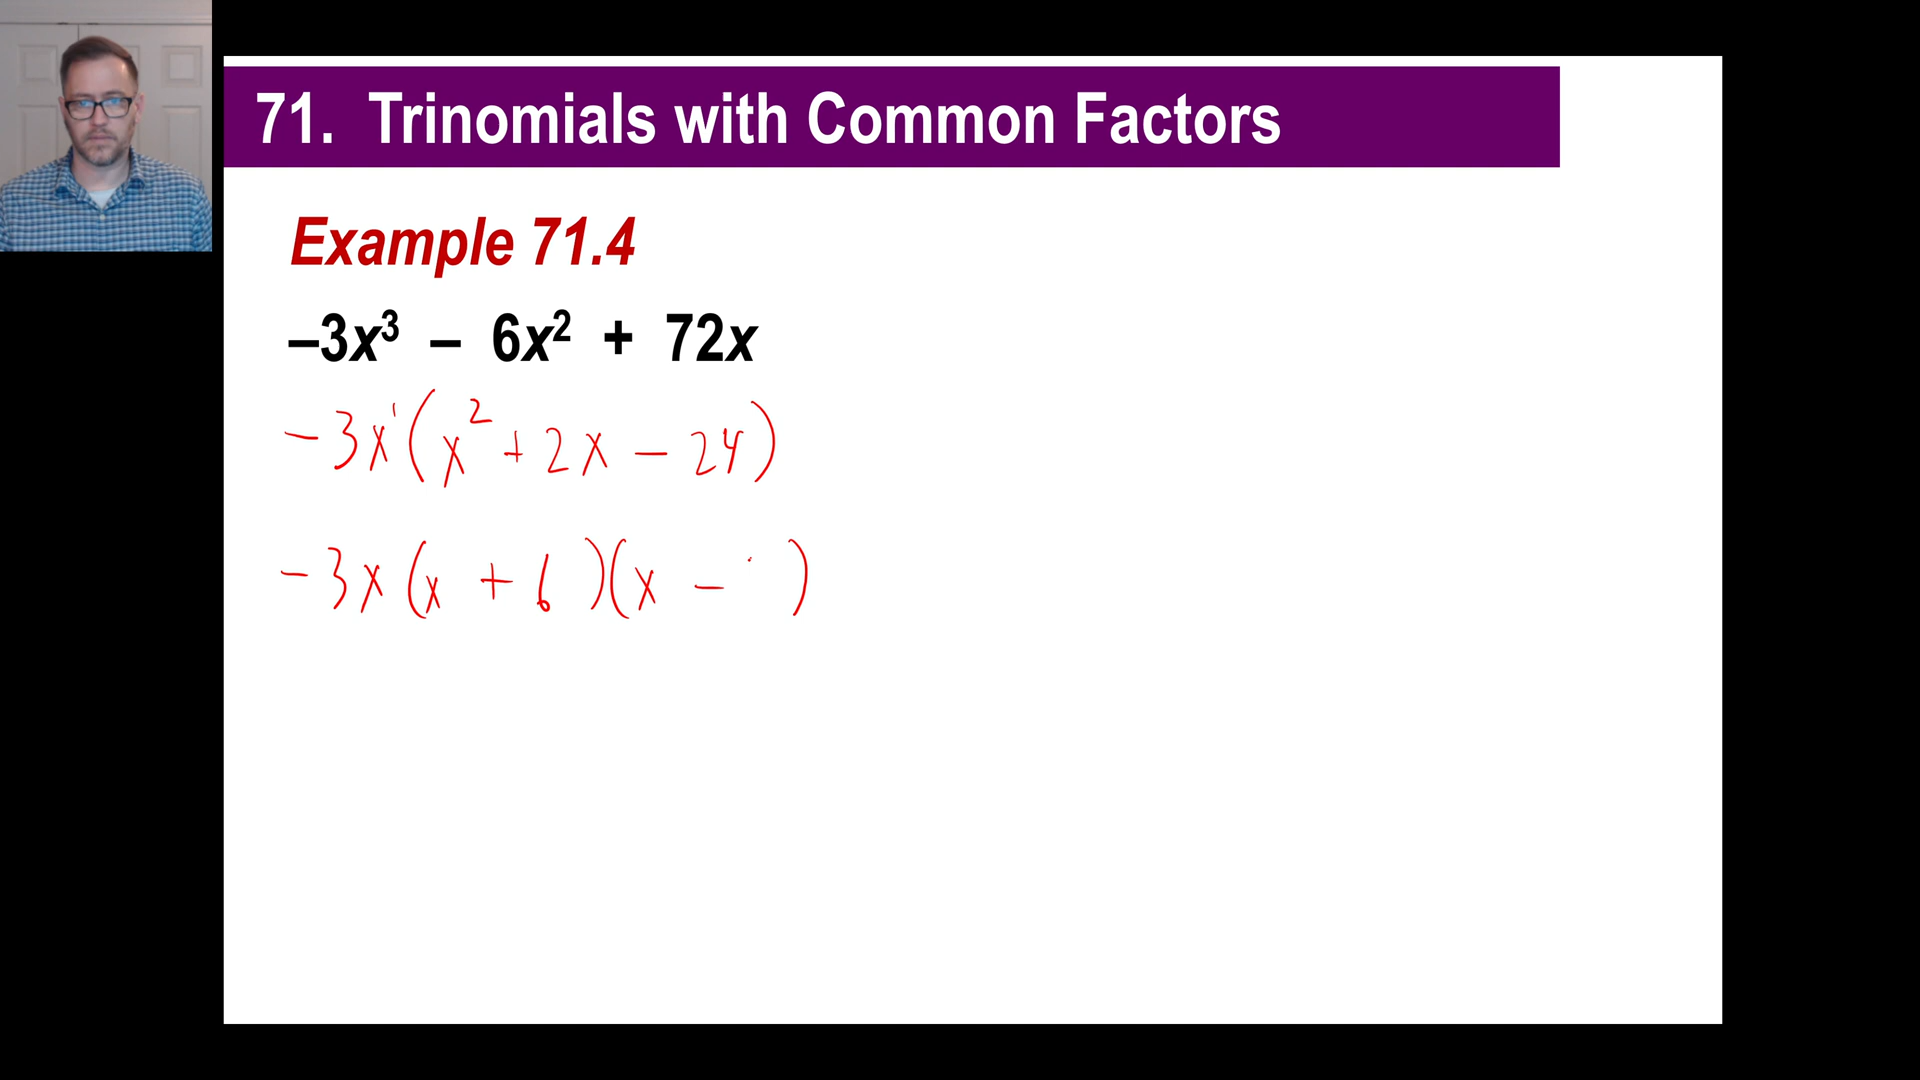 71. Trinomials with Common Factors
Example 71.4
–3x³ – 6x² + 72x
-3x¹(x² + 2x - 24)
-3x(x + 6)(x - )